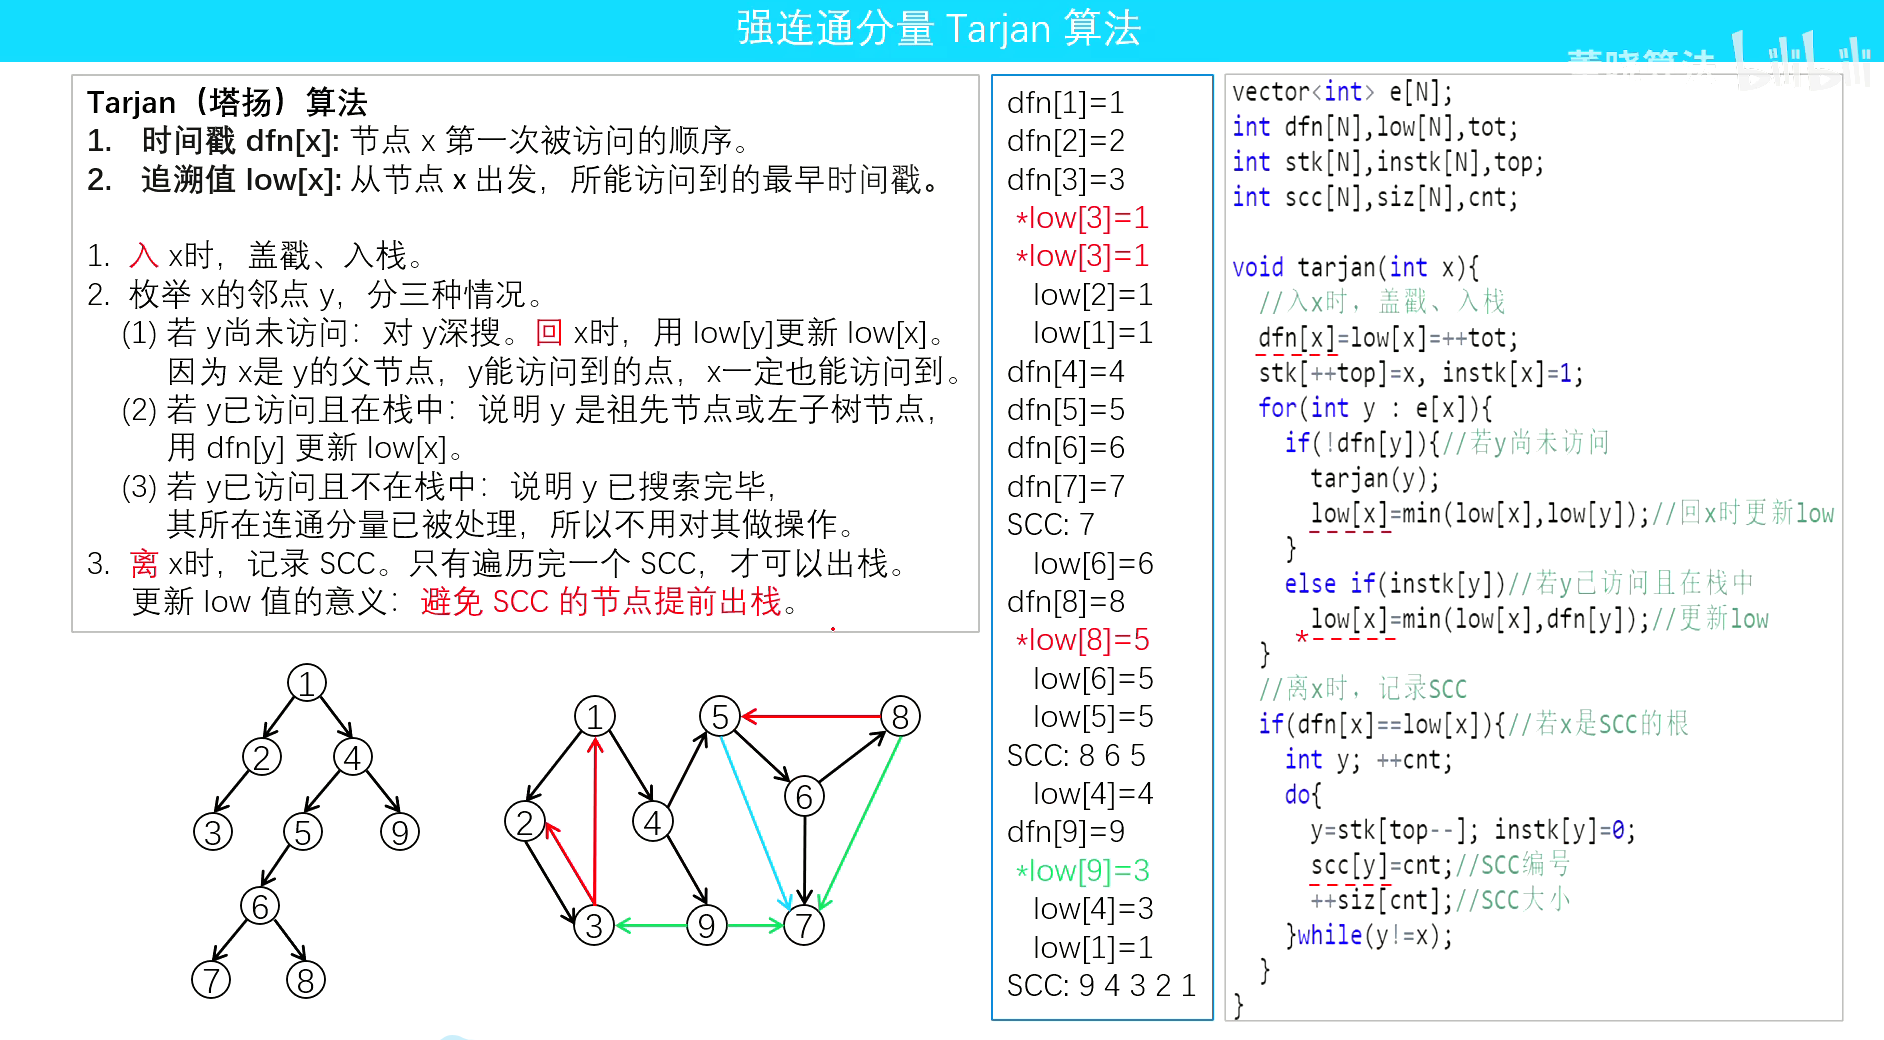 强连通分量 Tarjan 算法
董晓算法 bilibili
Tarjan（塔扬）算法
1. 时间戳 dfn[x]: 节点 x 第一次被访问的顺序。
2. 追溯值 low[x]: 从节点 x 出发，所能访问到的最早时间戳。
1. 入 x时，盖戳、入栈。
2. 枚举 x的邻点 y，分三种情况。
(1) 若 y尚未访问：对 y深搜。回 x时，用 low[y]更新 low[x]。
因为 x是 y的父节点，y能访问到的点，x一定也能访问到。
(2) 若 y已访问且在栈中：说明 y 是祖先节点或左子树节点，
用 dfn[y] 更新 low[x]。
(3) 若 y已访问且不在栈中：说明 y 已搜索完毕，
其所在连通分量已被处理，所以不用对其做操作。
3. 离 x时，记录 SCC。只有遍历完一个 SCC，才可以出栈。
更新 low 值的意义：避免 SCC 的节点提前出栈。
1
2
4
3
5
9
6
7
8
1
5
8
2
4
6
3
9
7
dfn[1]=1
dfn[2]=2
dfn[3]=3
*low[3]=1
*low[3]=1
low[2]=1
low[1]=1
dfn[4]=4
dfn[5]=5
dfn[6]=6
dfn[7]=7
SCC: 7
low[6]=6
dfn[8]=8
*low[8]=5
low[6]=5
low[5]=5
SCC: 8 6 5
low[4]=4
dfn[9]=9
*low[9]=3
low[4]=3
low[1]=1
SCC: 9 4 3 2 1
vector<int> e[N];
int dfn[N],low[N],tot;
int stk[N],instk[N],top;
int scc[N],siz[N],cnt;
void tarjan(int x){
//入x时，盖戳、入栈
dfn[x]=low[x]=++tot;
stk[++top]=x, instk[x]=1;
for(int y : e[x]){
if(!dfn[y]){//若y尚未访问
tarjan(y);
low[x]=min(low[x],low[y]);//回x时更新low
}
else if(instk[y])//若y已访问且在栈中
*low[x]=min(low[x],dfn[y]);//更新low
}
//离x时，记录SCC
if(dfn[x]==low[x]){//若x是SCC的根
int y; ++cnt;
do{
y=stk[top--]; instk[y]=0;
scc[y]=cnt;//SCC编号
++siz[cnt];//SCC大小
}while(y!=x);
}
}